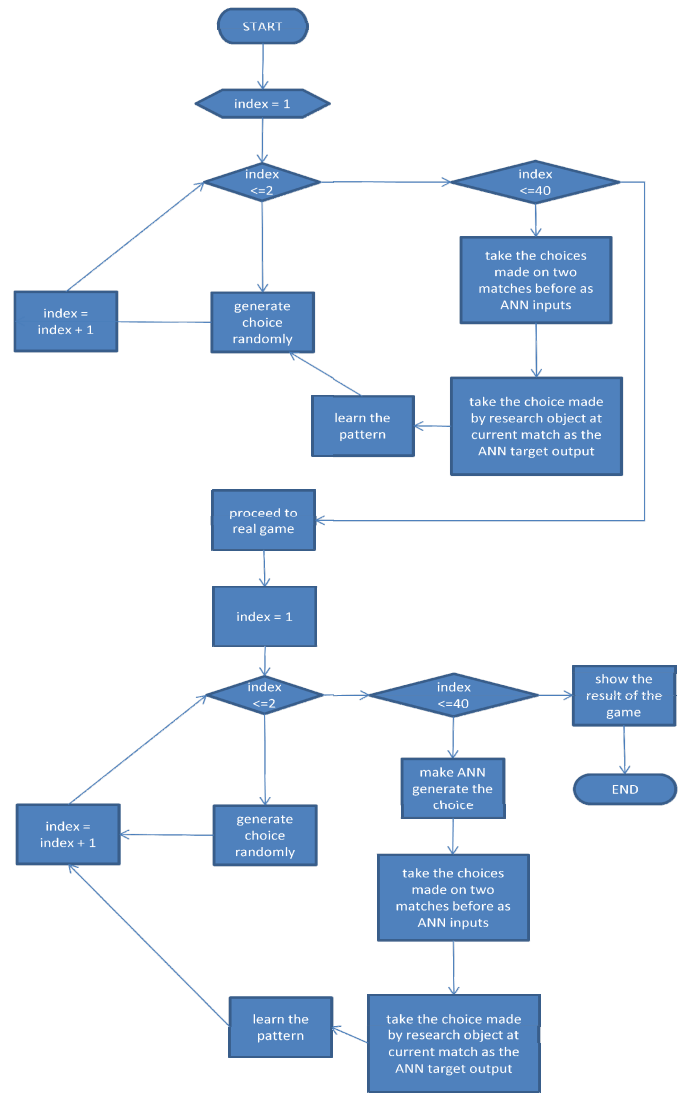 START
index = 1
index
<=2
index
<=40
take the choices
made on two
matches before as
ANN inputs
index =
index + 1
generate
choice
randomly
learn the
pattern
take the choice made
by research object at
current match as the
ANN target output
proceed to
real game
index = 1
index
<=2
index
<=40
show the
result of the
game
make ANN
generate the
choice
END
index =
index + 1
generate choice
randomly
take the choices
made on two
matches before as
ANN inputs
learn the
pattern
take the choice made
by research object at
current match as the
ANN target output